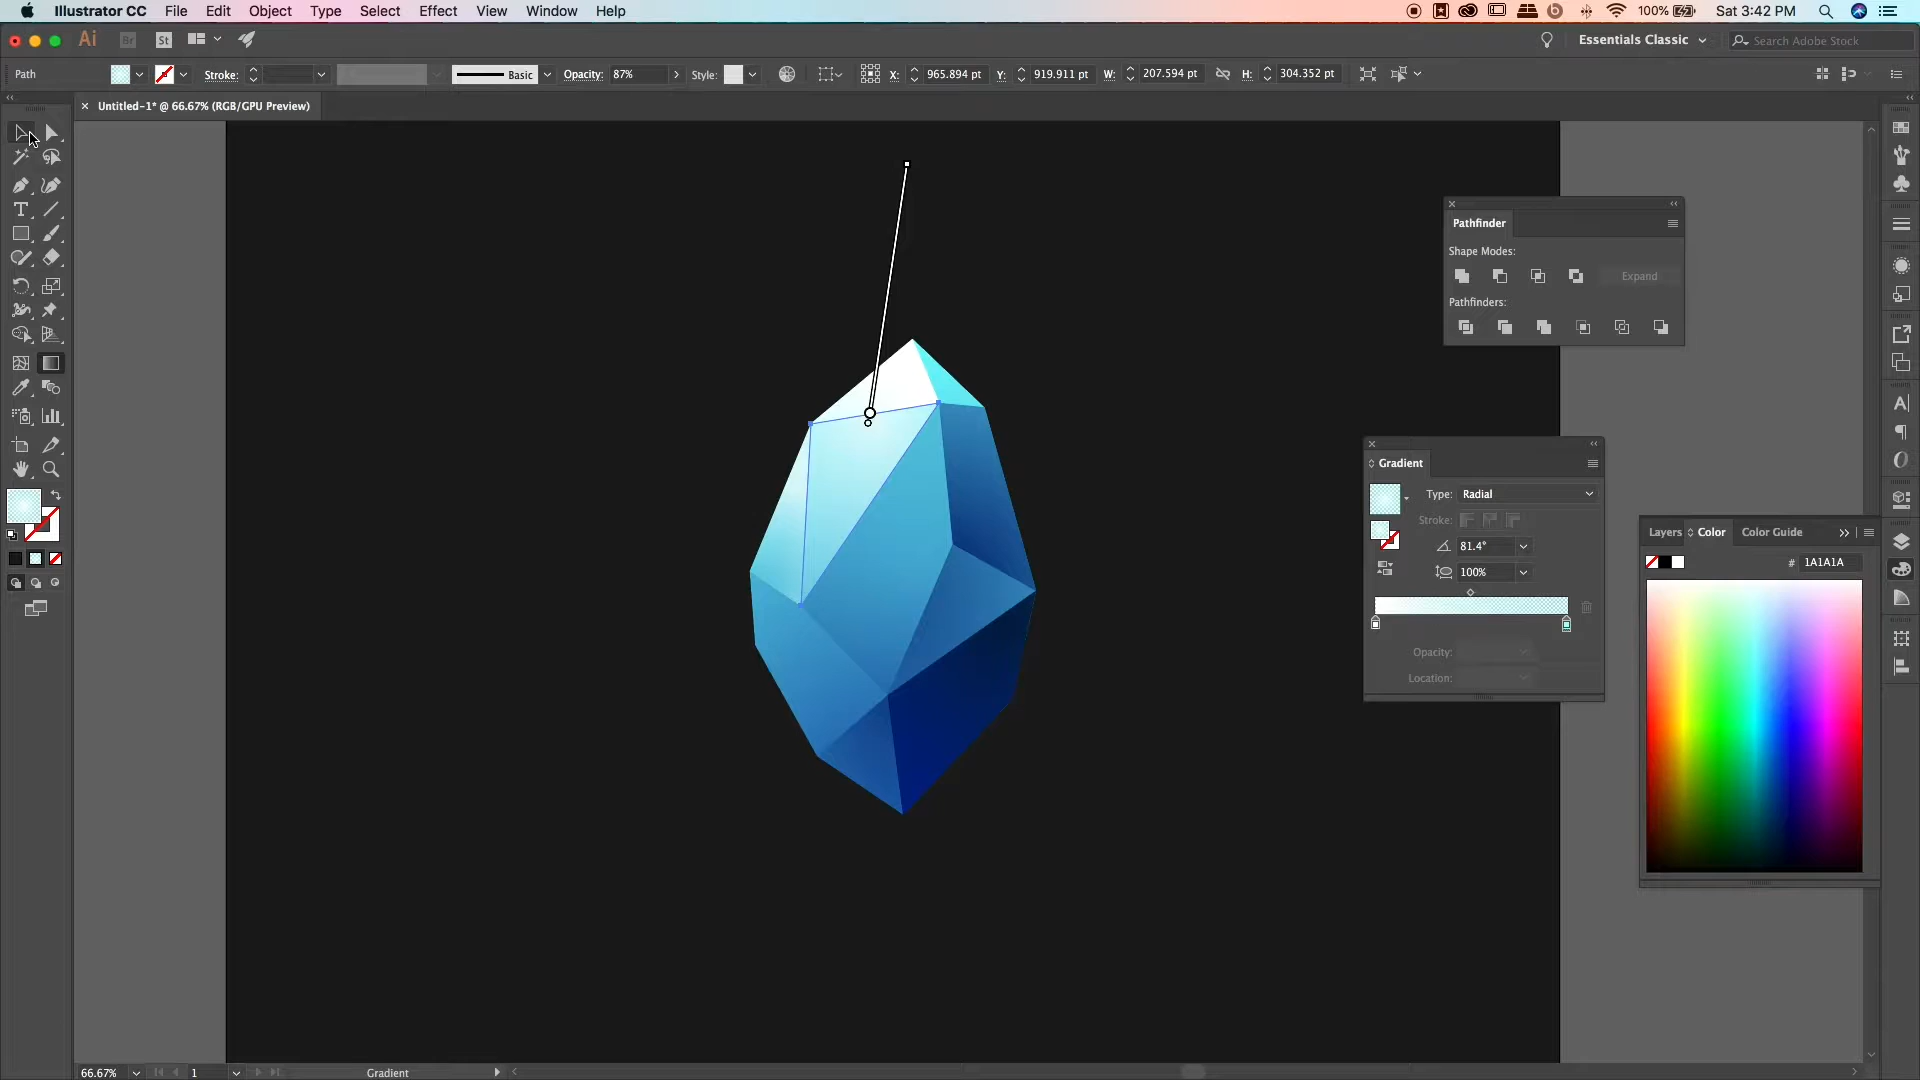 Illustrator CC File Edit Object Type Select Effect View Window Help 100% Sat 3:42 PM
Ai Br St Essentials Classic Search Adobe Stock
Path Stroke: Basic Opacity: 87% Style: X: 965.894 pt Y: 919.911 pt W: 207.594 pt H: 304.352 pt
× Untitled-1* @ 66.67% (RGB/GPU Preview)
Pathfinder
Shape Modes:
Expand
Pathfinders:
Gradient
Type: Radial
Stroke:
81.4°
100%
Opacity:
Location:
Layers Color Color Guide
# 1A1A1A
66.67% 1 Gradient